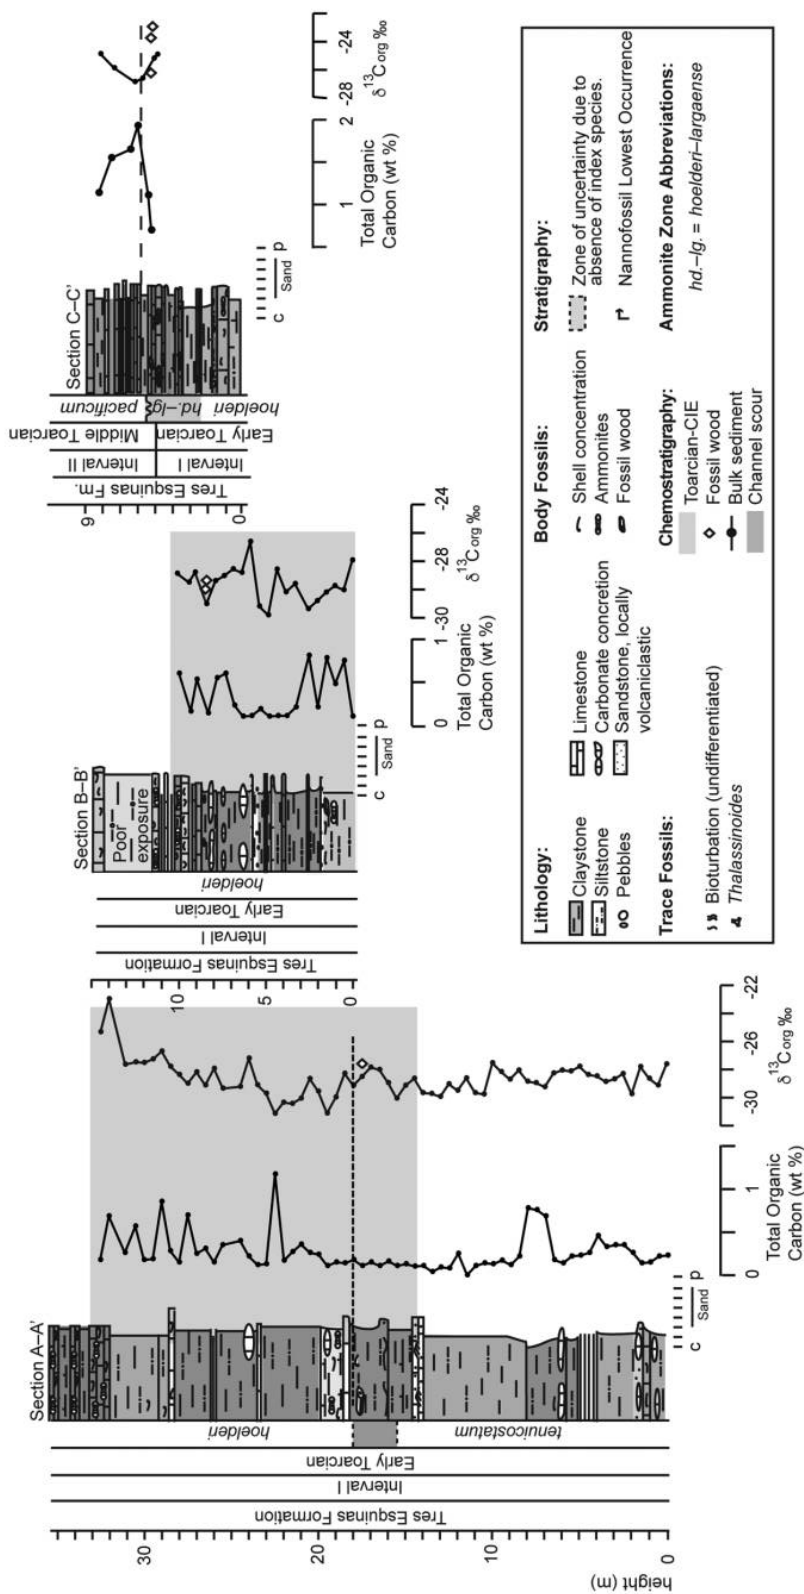 Section A–A'
Tres Esquinas Formation
Interval I
Early Toarcian
hoelderi
tenuicostatum
height (m)
0
10
20
30
c
Sand
p
0
1
Total Organic
Carbon (wt %)
-30
-26
-22
δ13Corg ‰
Section B–B'
Tres Esquinas Formation
Interval I
Early Toarcian
hoelderi
Poor
exposure
0
5
10
c
Sand
p
0
1
Total Organic
Carbon (wt %)
-30
-28
-24
δ13Corg ‰
Section C–C'
Tres Esquinas Fm.
Interval I
Interval II
Early Toarcian
Middle Toarcian
hoelderi
hd.-lg.
pacificum
0
6
c
Sand
p
1
2
Total Organic
Carbon (wt %)
-28
-24
δ13Corg ‰
Lithology:
Claystone
Siltstone
Pebbles
Limestone
Carbonate concretion
Sandstone, locally
volcaniclastic
Trace Fossils:
Bioturbation (undifferentiated)
Thalassinoides
Body Fossils:
Shell concentration
Ammonites
Fossil wood
Chemostratigraphy:
Toarcian-CIE
Fossil wood
Bulk sediment
Channel scour
Stratigraphy:
Zone of uncertainty due to
absence of index species.
Nannofossil Lowest Occurrence
Ammonite Zone Abbreviations:
hd.–lg. = hoelderi–largaense